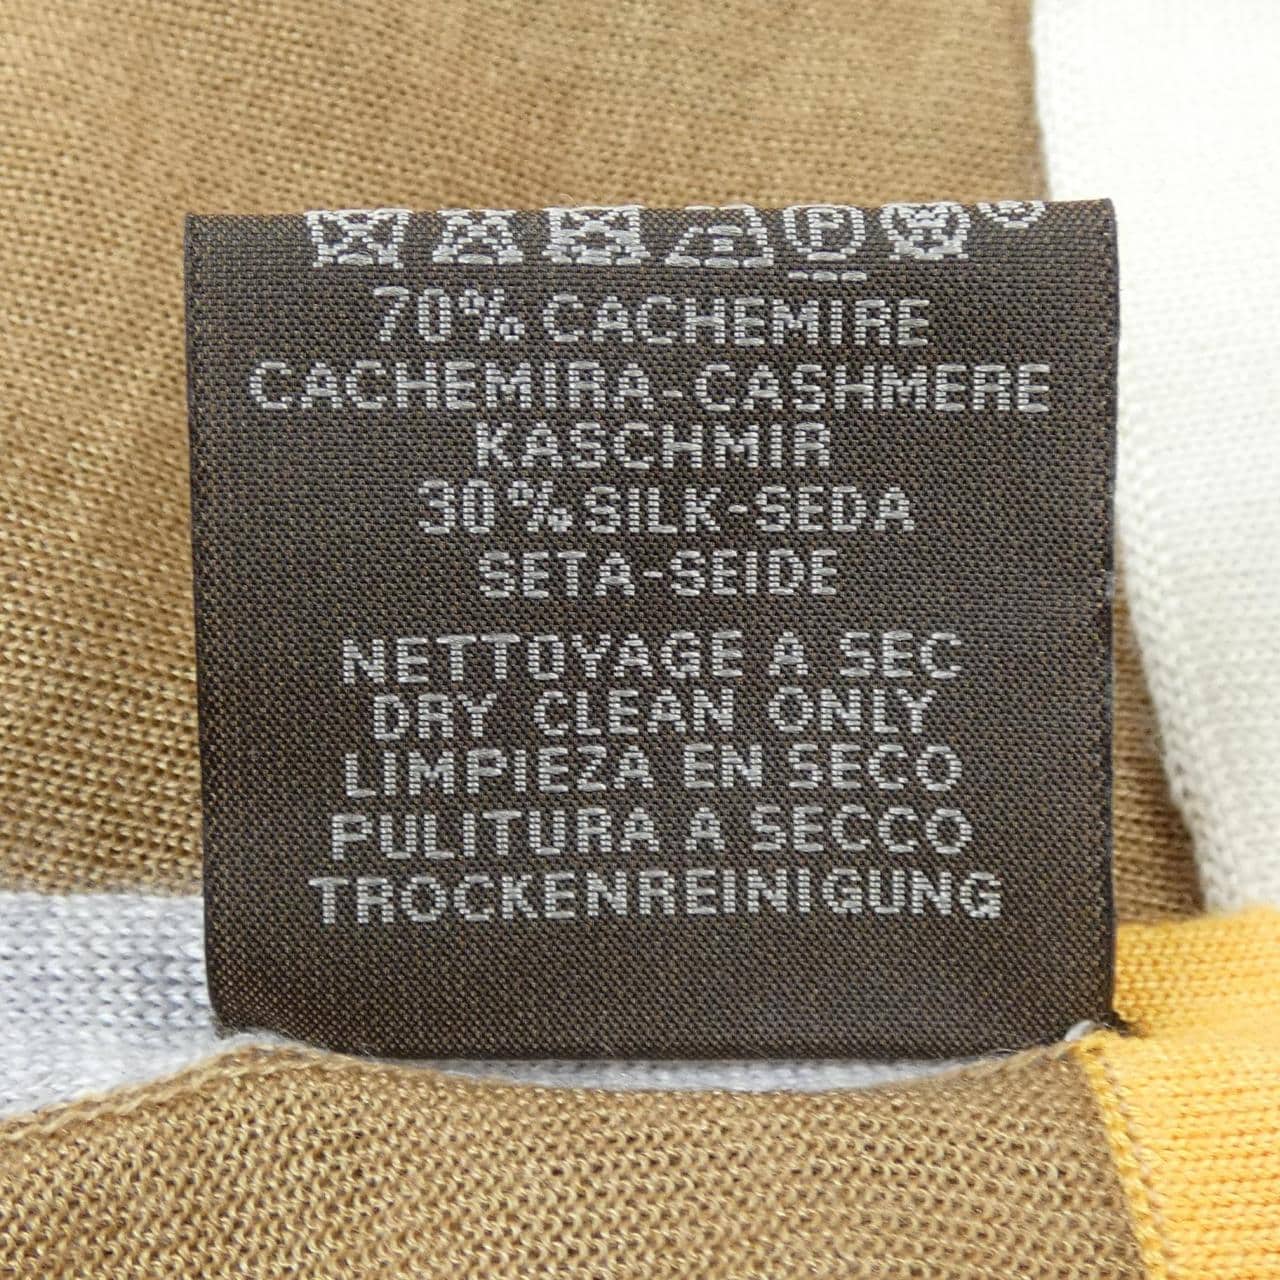 70% CACHEMIRE
CACHEMIRA-CASHMERE
KASCHMIR
30% SILK-SEDA
SETA-SEIDE
NETTOYAGE A SEC
DRY CLEAN ONLY
LIMPIEZA EN SECO
PULITURA A SECCO
TROCKENREINIGUNG